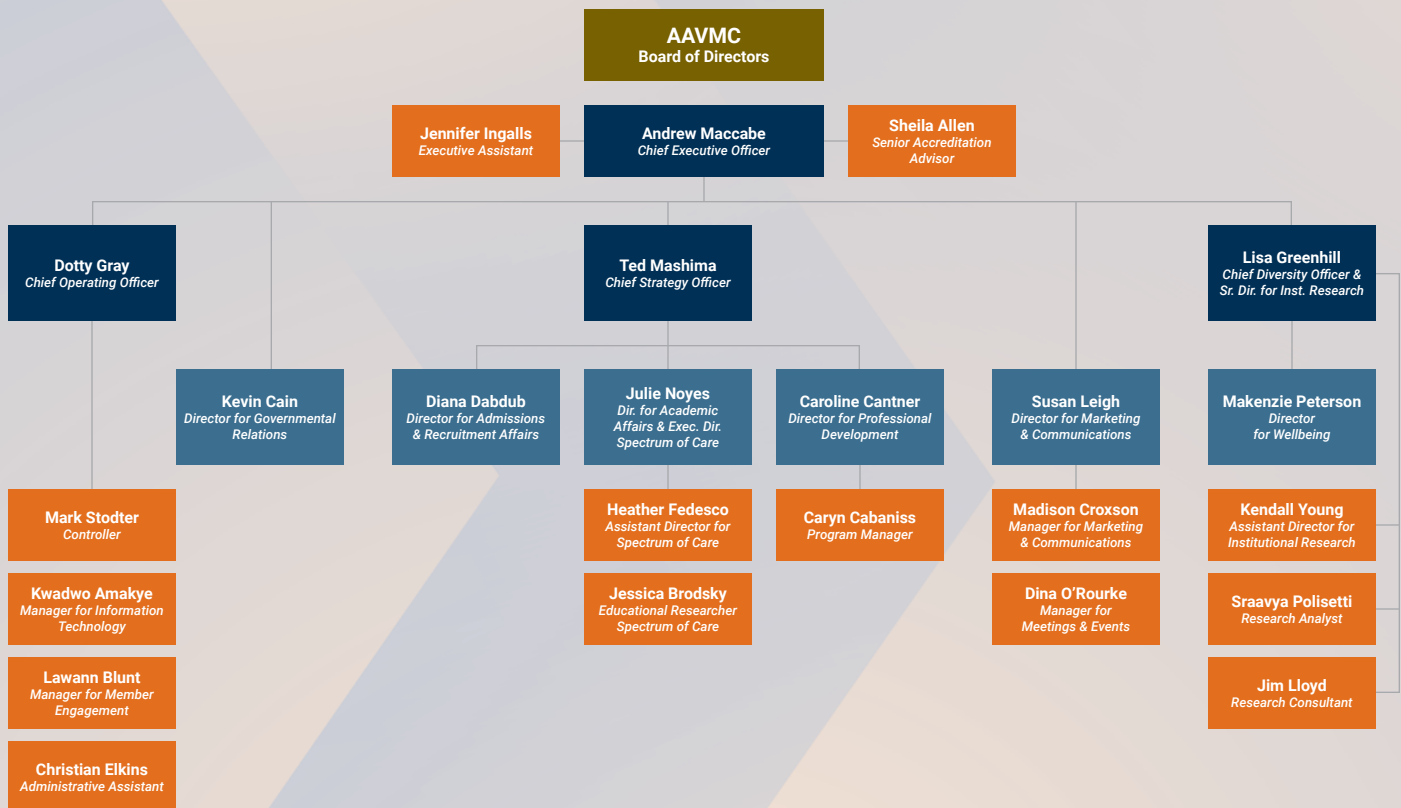 AAVMC
Board of Directors
Jennifer Ingalls
Executive Assistant
Andrew Maccabe
Chief Executive Officer
Sheila Allen
Senior Accreditation
Advisor
Dotty Gray
Chief Operating Officer
Ted Mashima
Chief Strategy Officer
Lisa Greenhill
Chief Diversity Officer &
Sr. Dir. for Inst. Research
Kevin Cain
Director for Governmental
Relations
Diana Dabdub
Director for Admissions
& Recruitment Affairs
Julie Noyes
Dir. for Academic
Affairs & Exec. Dir.
Spectrum of Care
Caroline Cantner
Director for Professional
Development
Susan Leigh
Director for Marketing
& Communications
Makenzie Peterson
Director
for Wellbeing
Mark Stodter
Controller
Heather Fedesco
Assistant Director for
Spectrum of Care
Caryn Cabaniss
Program Manager
Madison Croxson
Manager for Marketing
& Communications
Kendall Young
Assistant Director for
Institutional Research
Kwadwo Amakye
Manager for Information
Technology
Jessica Brodsky
Educational Researcher
Spectrum of Care
Dina O’Rourke
Manager for
Meetings & Events
Sraavya Polisetti
Research Analyst
Lawann Blunt
Manager for Member
Engagement
Jim Lloyd
Research Consultant
Christian Elkins
Administrative Assistant